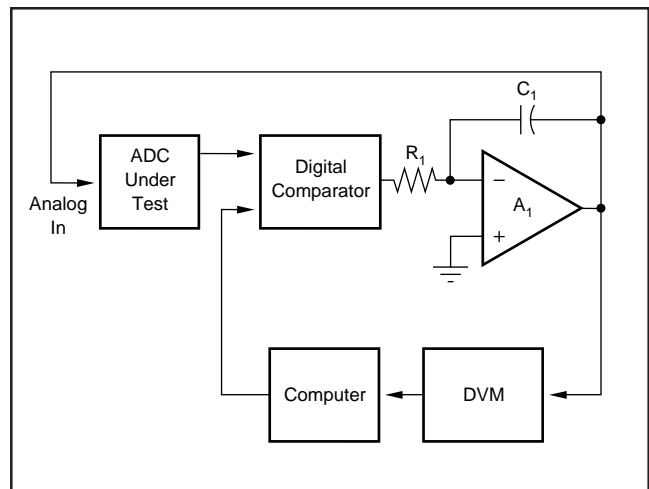 C1
ADC
Under
Test
Digital
Comparator
R1
−
A1
+
Analog
In
Computer
DVM